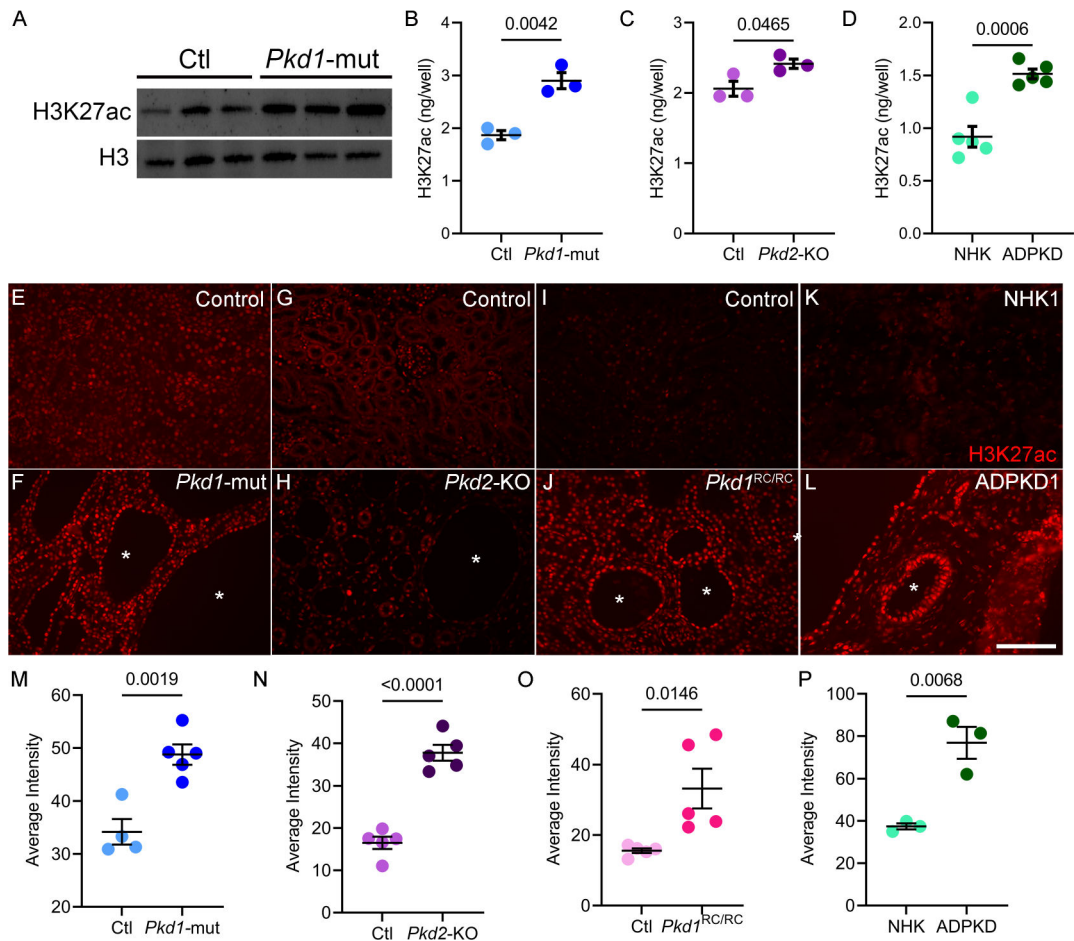 A
Ctl
Pkd1-mut
H3K27ac
H3
B
0.0042
H3K27ac (ng/well)
4
3
2
1
0
Ctl
Pkd1-mut
C
0.0465
H3K27ac (ng/well)
3
2
1
0
Ctl
Pkd2-KO
D
0.0006
H3K27ac (ng/well)
2.0
1.5
1.0
0.5
0.0
NHK
ADPKD
E
Control
G
Control
I
Control
K
NHK1
H3K27ac
F
Pkd1-mut
*
*
H
Pkd2-KO
*
J
Pkd1RC/RC
*
*
*
L
ADPKD1
*
M
0.0019
Average Intensity
60
50
40
30
20
Ctl
Pkd1-mut
N
<0.0001
Average Intensity
50
40
30
20
10
0
Ctl
Pkd2-KO
O
0.0146
Average Intensity
60
40
20
0
Ctl
Pkd1RC/RC
P
0.0068
Average Intensity
100
80
60
40
20
0
NHK
ADPKD